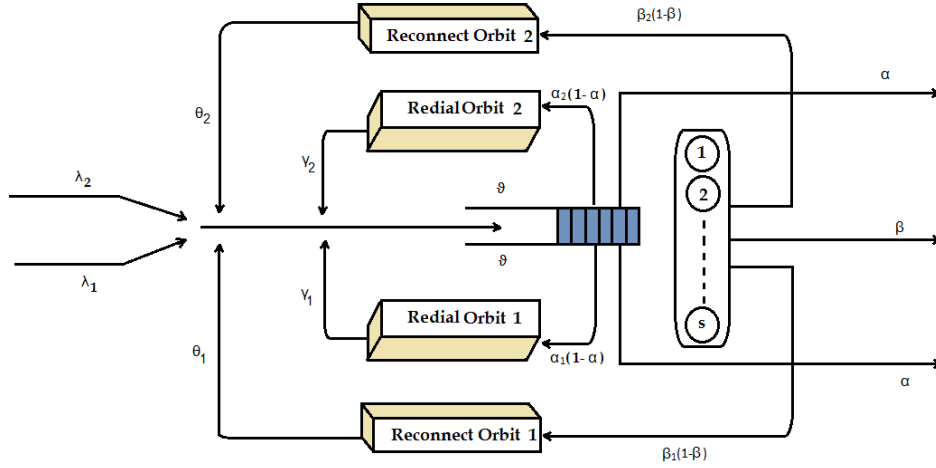 β₂(1-β)
Reconnect Orbit 2
α
α₂(1-α)
Redial Orbit 2
θ₂
γ₂
1
λ₂
2
ϑ
β
ϑ
λ₁
γ₁
Redial Orbit 1
s
θ₁
α₁(1-α)
α
Reconnect Orbit 1
β₁(1-β)